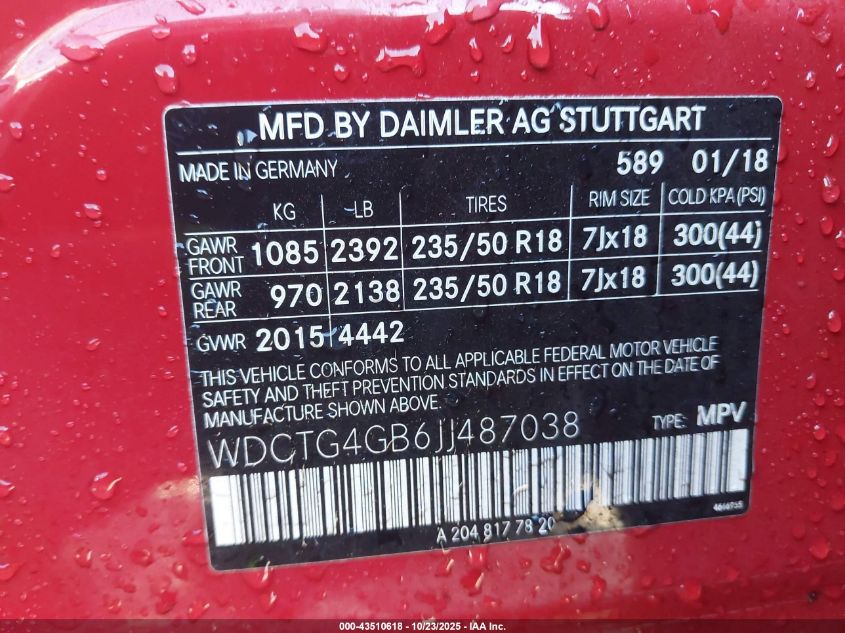 MFD BY DAIMLER AG STUTTGART
MADE IN GERMANY 589 01/18
KG LB TIRES RIM SIZE COLD KPA (PSI)
GAWR FRONT 1085 2392 235/50 R18 7Jx18 300(44)
GAWR REAR 970 2138 235/50 R18 7Jx18 300(44)
GVWR 2015 4442
THIS VEHICLE CONFORMS TO ALL APPLICABLE FEDERAL MOTOR VEHICLE
SAFETY AND THEFT PREVENTION STANDARDS IN EFFECT ON THE DATE OF
MANUFACTURE SHOWN ABOVE.
WDCTG4GB6JJ487038 TYPE: MPV
A 204 817 78 20
000-43510618 - 10/23/2025 - IAA Inc.